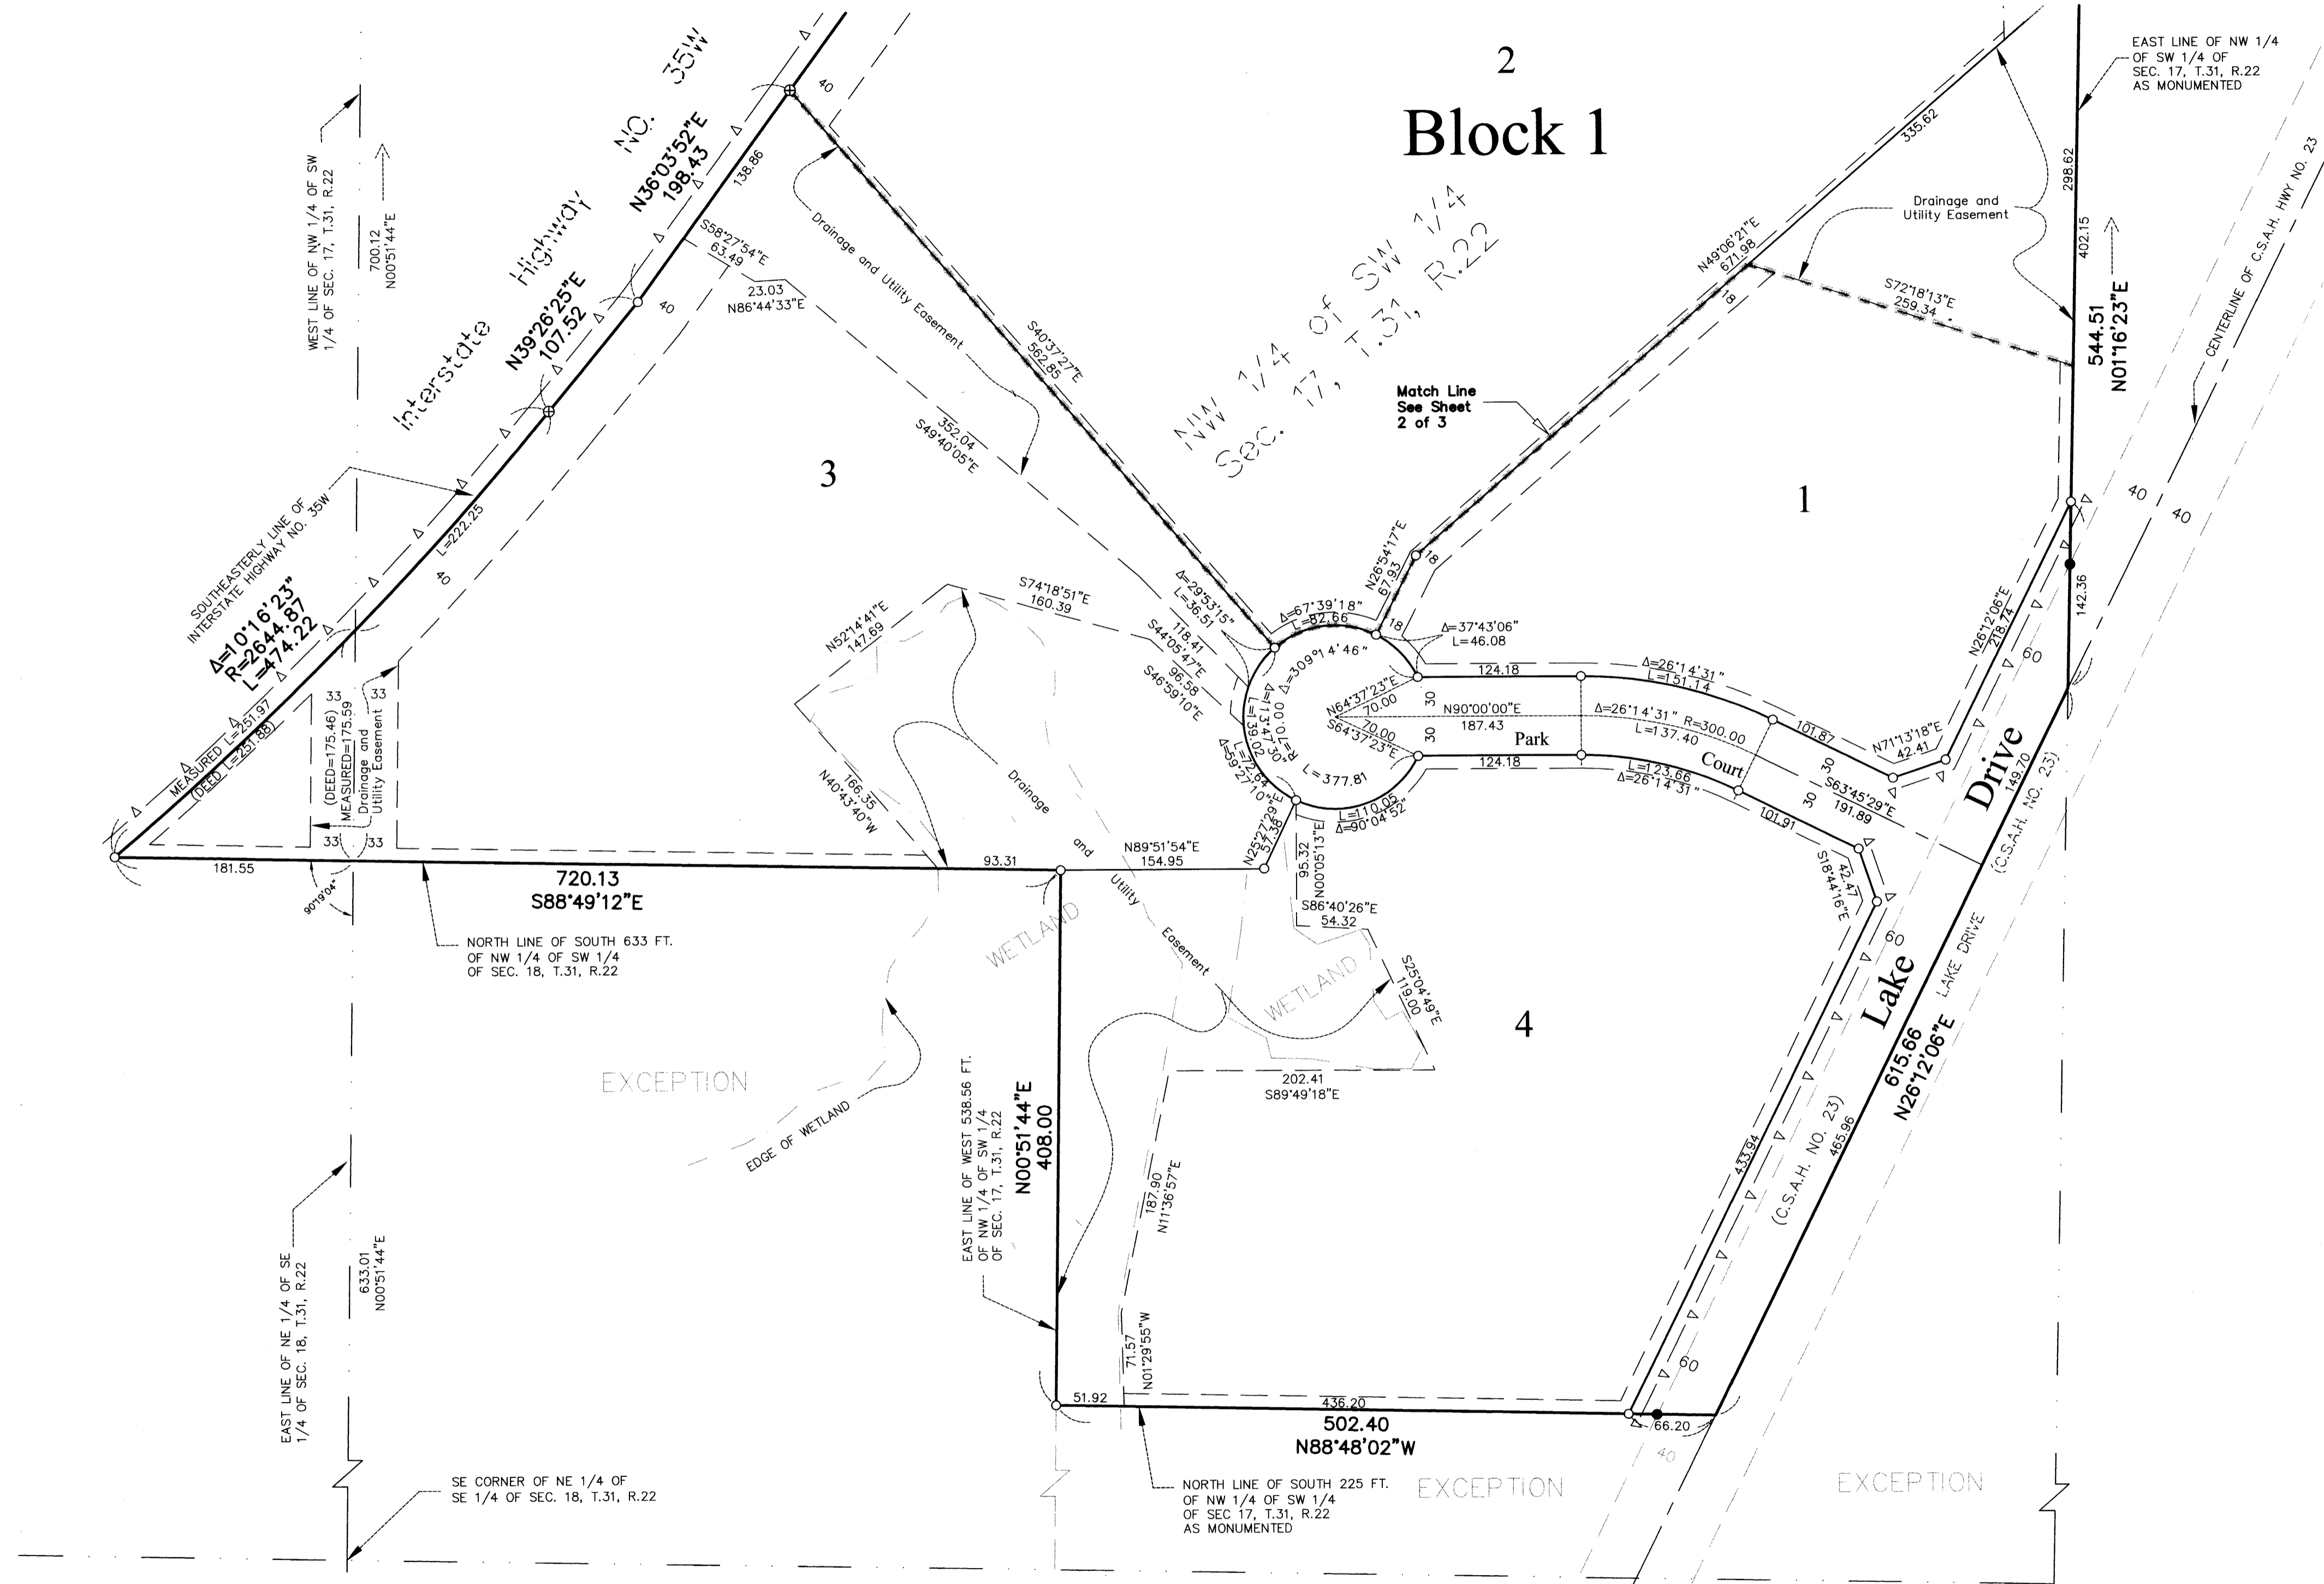 2
Block 1
EAST LINE OF NW 1/4
OF SW 1/4 OF
SEC. 17, T.31, R.22
AS MONUMENTED
40
335.62
298.62
CENTERLINE OF C.S.A.H. HWY NO. 23
NO. 35W
N36°03'52"E
198.43
138.86
WEST LINE OF NW 1/4 OF SW
1/4 OF SEC. 17, T.31, R.22
700.12
N00°51'44"E
Drainage and Utility Easement
Drainage and
Utility Easement
402.15
NW 1/4 of SW 1/4
Sec. 17, T.31, R.22
Interstate Highway
S58°27'54"E
63.49
23.03
N86°44'33"E
N49°06'21"E
671.98
18
S72°18'13"E
259.34
544.51
N01°16'23"E
N39°26'25"E
107.52
40
S40°37'27"E
562.85
Match Line
See Sheet
2 of 3
352.04
S49°40'05"E
3
1
40
40
SOUTHEASTERLY LINE OF
INTERSTATE HIGHWAY NO. 35W
L=222.25
40
Δ=10°16'23"
R=2644.87
L=474.22
N26°54'17"E
67.93
18
S74°18'51"E
160.39
Δ=29°53'15"
L=36.51
Δ=67°39'18"
L=82.66
18
Δ=37°43'06"
L=46.08
N52°14'41"E
147.69
118.41
S44°05'47"E
96.58
S46°59'10"E
142.36
N26°12'06"E
218.74
60
124.18
Δ=26°14'31"
L=151.14
Δ=309°14'46"
R=70.00
Δ=113°47'30"
L=139.02
N64°37'23"E
70.00
70.00
S64°37'23"E
30
N90°00'00"E
187.43
30
Δ=26°14'31" R=300.00
L=137.40
101.87
N71°13'18"E
42.41
Park
Court
124.18
L=123.66
Δ=26°14'31"
30
S63°45'29"E
191.89
30
101.91
L=72.64
Δ=59°27'10"
L=377.81
L=110.05
Δ=90°04'52"
MEASURED L=251.97
(DEED L=251.88)
33
33
(DEED=175.46)
MEASURED=175.59
Drainage and
Utility Easement
33
33
166.35
N40°43'40"W
Drainage
and
Utility
Easement
Drive
149.70
(C.S.A.H. NO. 23)
N25°27'29"E
57.38
N89°51'54"E
154.95
93.31
181.55
90°19'04"
720.13
S88°49'12"E
95.32
N00°05'13"E
S86°40'26"E
54.32
S18°44'16"E
42.47
60
NORTH LINE OF SOUTH 633 FT.
OF NW 1/4 OF SW 1/4
OF SEC. 18, T.31, R.22
WETLAND
WETLAND
S25°04'49"E
119.00
Lake
LAKE DRIVE
4
615.66
N26°12'06"E
EXCEPTION
202.41
S89°49'18"E
EDGE OF WETLAND
EAST LINE OF WEST 538.56 FT.
OF NW 1/4 OF SW 1/4
OF SEC. 17, T.31, R.22
N00°51'44"E
408.00
187.90
N11°36'57"E
433.94
(C.S.A.H. NO. 23)
465.96
EAST LINE OF NE 1/4 OF SE
1/4 OF SEC. 18, T.31, R.22
633.01
N00°51'44"E
71.57
N01°29'55"W
60
51.92
436.20
502.40
N88°48'02"W
66.20
40
SE CORNER OF NE 1/4 OF
SE 1/4 OF SEC. 18, T.31, R.22
NORTH LINE OF SOUTH 225 FT.
OF NW 1/4 OF SW 1/4
OF SEC 17, T.31, R.22
AS MONUMENTED
EXCEPTION
EXCEPTION